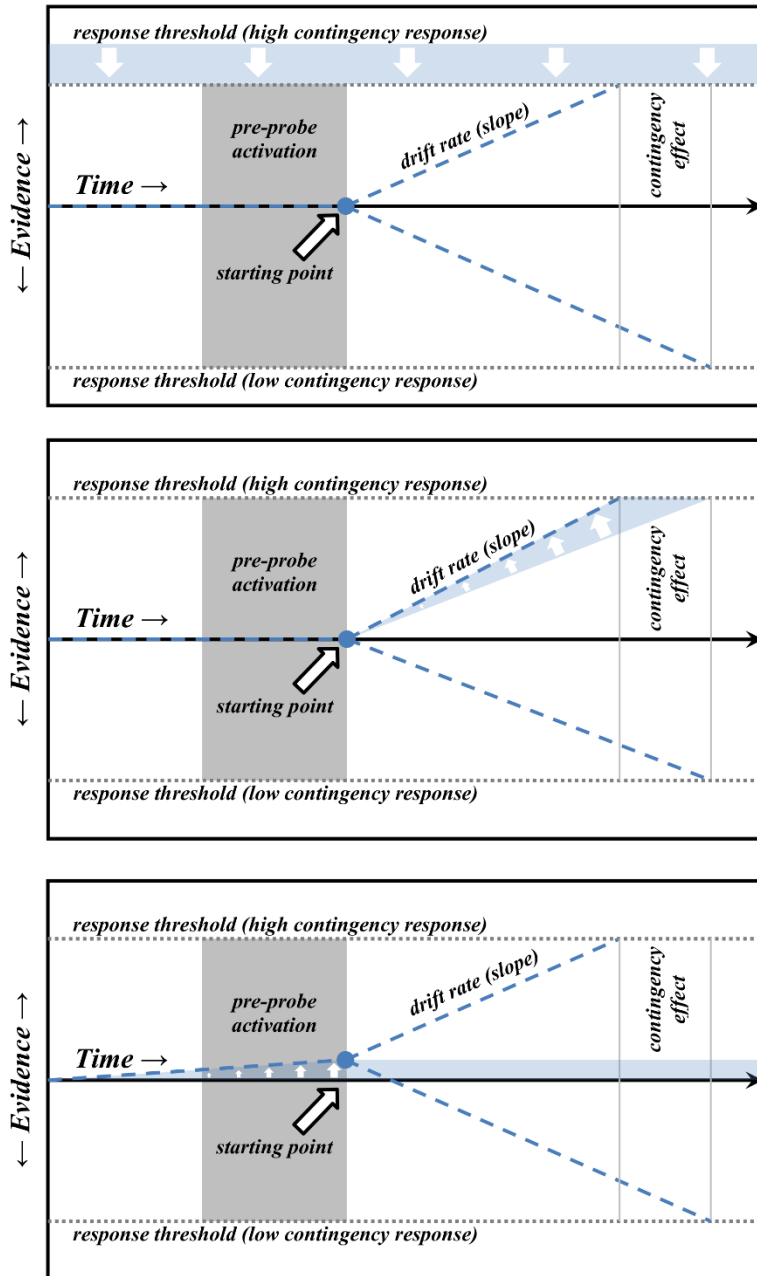 response threshold (high contingency response)
pre-probe
activation
drift rate (slope)
contingency
effect
Time →
← Evidence →
starting point
response threshold (low contingency response)
response threshold (high contingency response)
pre-probe
activation
drift rate (slope)
contingency
effect
Time →
← Evidence →
starting point
response threshold (low contingency response)
response threshold (high contingency response)
pre-probe
activation
drift rate (slope)
contingency
effect
Time →
← Evidence →
starting point
response threshold (low contingency response)